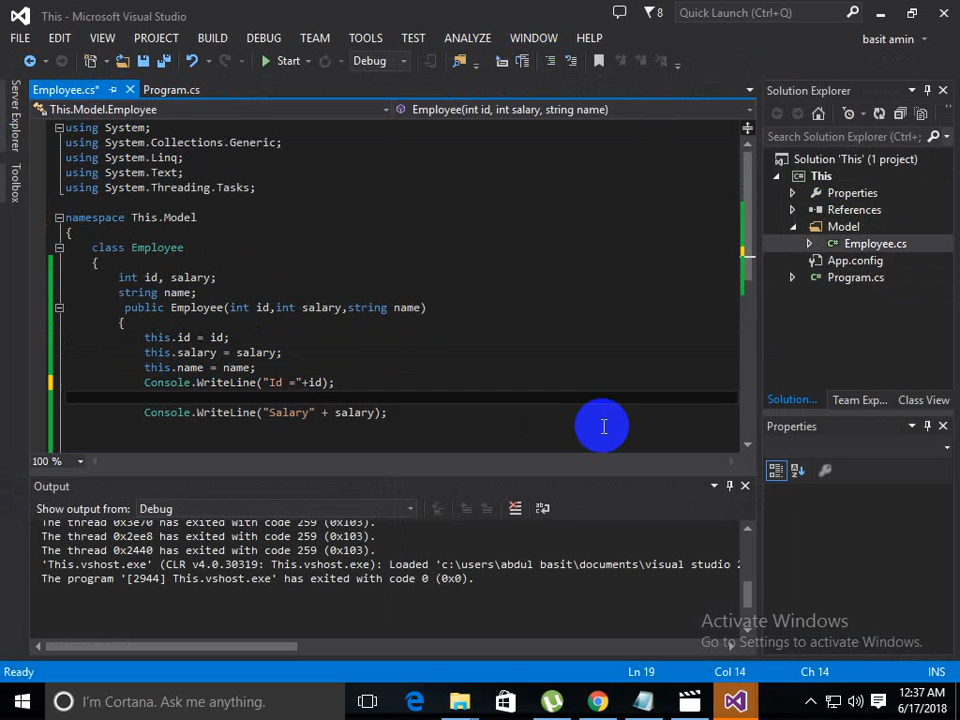 This - Microsoft Visual Studio
8
Quick Launch (Ctrl+Q)
FILE EDIT VIEW PROJECT BUILD DEBUG TEAM TOOLS TEST ANALYZE WINDOW HELP
basit amin
Start Debug
Server Explorer
Toolbox
Employee.cs* Program.cs
This.Model.Employee
Employee(int id, int salary, string name)
using System;
using System.Collections.Generic;
using System.Linq;
using System.Text;
using System.Threading.Tasks;
namespace This.Model
{
class Employee
{
int id, salary;
string name;
public Employee(int id,int salary,string name)
{
this.id = id;
this.salary = salary;
this.name = name;
Console.WriteLine("Id ="+id);
Console.WriteLine("Salary" + salary);
100 %
Solution Explorer
Search Solution Explorer (Ctrl+;
Solution 'This' (1 project)
This
Properties
References
Model
Employee.cs
App.config
Program.cs
Solution... Team Exp... Class View
Properties
Output
Show output from: Debug
The thread 0x3e70 has exited with code 259 (0x103).
The thread 0x2ee8 has exited with code 259 (0x103).
The thread 0x2440 has exited with code 259 (0x103).
'This.vshost.exe' (CLR v4.0.30319: This.vshost.exe): Loaded 'c:\users\abdul basit\documents\visual studio 2
The program '[2944] This.vshost.exe' has exited with code 0 (0x0).
Activate Windows
Go to Settings to activate Windows.
Ready Ln 19 Col 14 Ch 14 INS
I'm Cortana. Ask me anything.
12:37 AM
6/17/2018